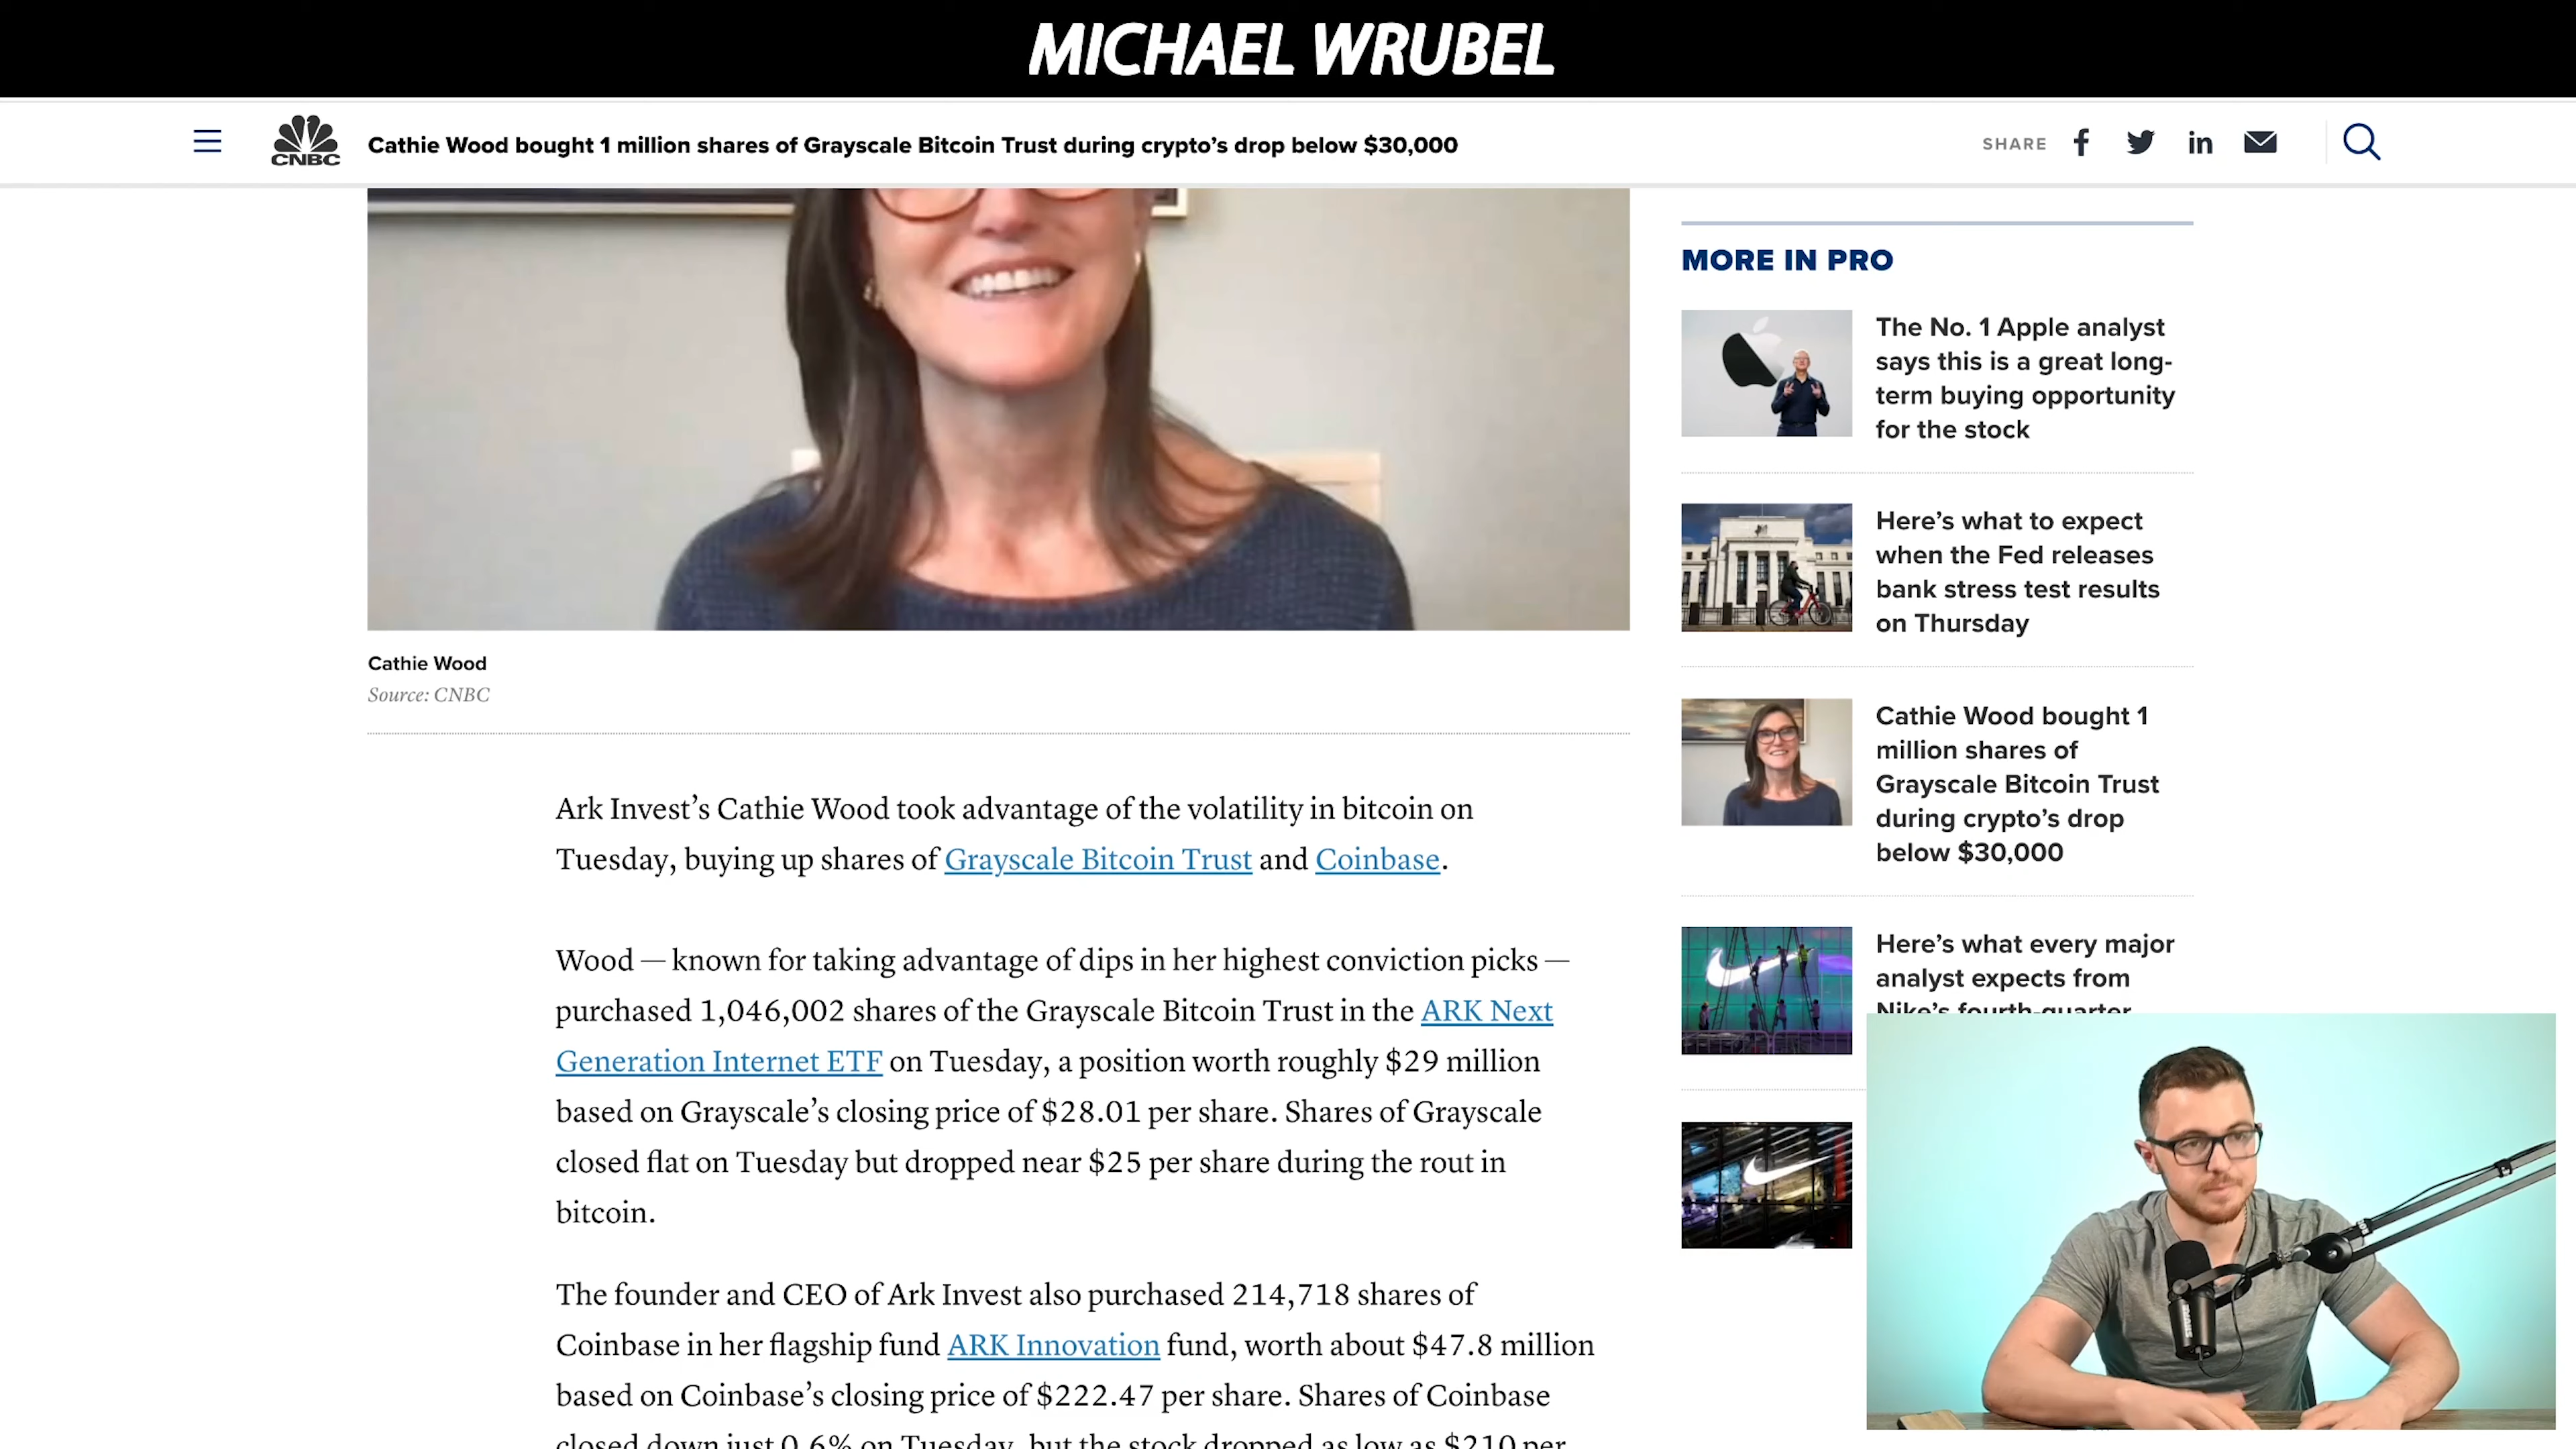 MICHAEL WRUBEL
CNBC
Cathie Wood bought 1 million shares of Grayscale Bitcoin Trust during crypto’s drop below $30,000
SHARE
Cathie Wood
Source: CNBC
Ark Invest’s Cathie Wood took advantage of the volatility in bitcoin on
Tuesday, buying up shares of Grayscale Bitcoin Trust and Coinbase.
Wood — known for taking advantage of dips in her highest conviction picks —
purchased 1,046,002 shares of the Grayscale Bitcoin Trust in the ARK Next
Generation Internet ETF on Tuesday, a position worth roughly $29 million
based on Grayscale’s closing price of $28.01 per share. Shares of Grayscale
closed flat on Tuesday but dropped near $25 per share during the rout in
bitcoin.
The founder and CEO of Ark Invest also purchased 214,718 shares of
Coinbase in her flagship fund ARK Innovation fund, worth about $47.8 million
based on Coinbase’s closing price of $222.47 per share. Shares of Coinbase
closed down just 0.6% on Tuesday, but the stock dropped as low as $210 per
MORE IN PRO
The No. 1 Apple analyst
says this is a great long-
term buying opportunity
for the stock
Here’s what to expect
when the Fed releases
bank stress test results
on Thursday
Cathie Wood bought 1
million shares of
Grayscale Bitcoin Trust
during crypto’s drop
below $30,000
Here’s what every major
analyst expects from
Nike’s fourth-quarter
SHURE